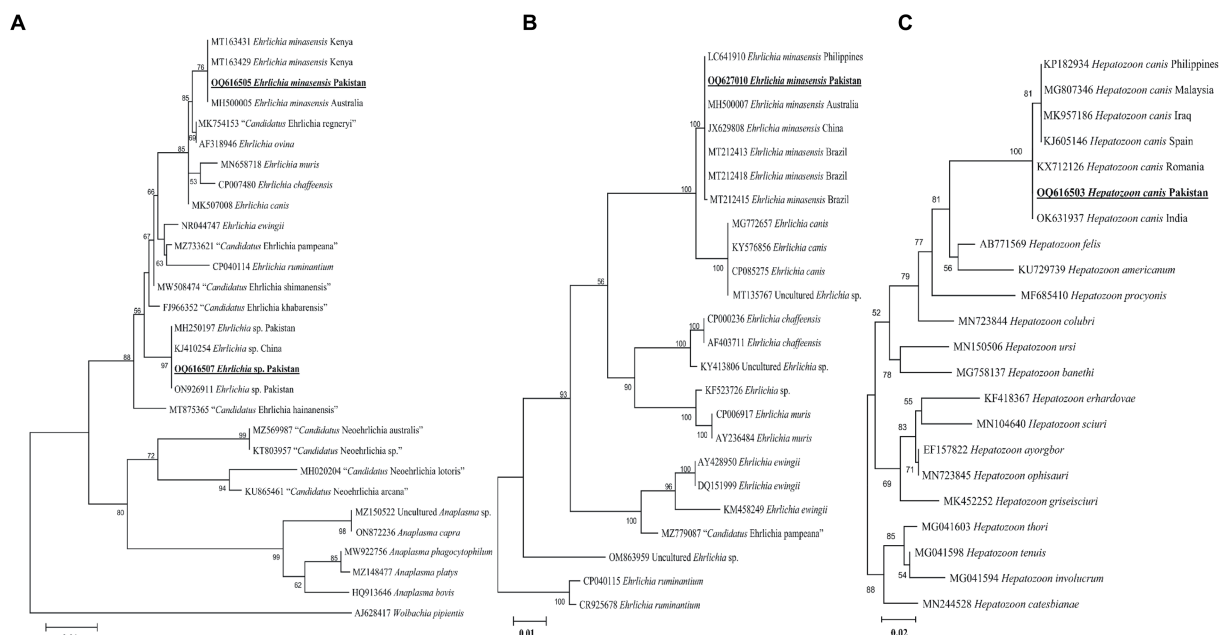 A
MT163431 Ehrlichia minasensis Kenya
76
MT163429 Ehrlichia minasensis Kenya
OQ616505 Ehrlichia minasensis Pakistan
85
MH500005 Ehrlichia minasensis Australia
MK754153 “Candidatus Ehrlichia regneryi”
69
AF318946 Ehrlichia ovina
85
MN658718 Ehrlichia muris
53
CP007480 Ehrlichia chaffeensis
66
MK507008 Ehrlichia canis
NR044747 Ehrlichia ewingii
67
MZ733621 “Candidatus Ehrlichia pampeana”
63
CP040114 Ehrlichia ruminantium
MW508474 “Candidatus Ehrlichia shimanensis”
FJ966352 “Candidatus Ehrlichia khabarensis”
56
MH250197 Ehrlichia sp. Pakistan
KJ410254 Ehrlichia sp. China
88
97
OQ616507 Ehrlichia sp. Pakistan
ON926911 Ehrlichia sp. Pakistan
MT875365 “Candidatus Ehrlichia hainanensis”
MZ569987 “Candidatus Neoehrlichia australis”
99
KT803957 “Candidatus Neoehrlichia sp.”
72
MH020204 “Candidatus Neoehrlichia lotoris”
94
KU865461 “Candidatus Neoehrlichia arcana”
80
MZ150522 Uncultured Anaplasma sp.
98
ON872236 Anaplasma capra
99
MW922756 Anaplasma phagocytophilum
85
MZ148477 Anaplasma platys
62
HQ913646 Anaplasma bovis
AJ628417 Wolbachia pipientis
B
LC641910 Ehrlichia minasensis Philippines
OQ627010 Ehrlichia minasensis Pakistan
MH500007 Ehrlichia minasensis Australia
100
JX629808 Ehrlichia minasensis China
MT212413 Ehrlichia minasensis Brazil
MT212418 Ehrlichia minasensis Brazil
100
MT212415 Ehrlichia minasensis Brazil
MG772657 Ehrlichia canis
KY576856 Ehrlichia canis
100
CP085275 Ehrlichia canis
56
MT135767 Uncultured Ehrlichia sp.
CP000236 Ehrlichia chaffeensis
100
AF403711 Ehrlichia chaffeensis
100
KY413806 Uncultured Ehrlichia sp.
90
KF523726 Ehrlichia sp.
93
100
CP006917 Ehrlichia muris
100
AY236484 Ehrlichia muris
AY428950 Ehrlichia ewingii
100
DQ151999 Ehrlichia ewingii
96
KM458249 Ehrlichia ewingii
100
MZ779087 “Candidatus Ehrlichia pampeana”
OM863959 Uncultured Ehrlichia sp.
CP040115 Ehrlichia ruminantium
100
CR925678 Ehrlichia ruminantium
0.01
C
KP182934 Hepatozoon canis Philippines
MG807346 Hepatozoon canis Malaysia
81
MK957186 Hepatozoon canis Iraq
KJ605146 Hepatozoon canis Spain
100
KX712126 Hepatozoon canis Romania
OQ616503 Hepatozoon canis Pakistan
81
OK631937 Hepatozoon canis India
AB771569 Hepatozoon felis
77
56
KU729739 Hepatozoon americanum
79
MF685410 Hepatozoon procyonis
52
MN723844 Hepatozoon colubri
MN150506 Hepatozoon ursi
78
MG758137 Hepatozoon banethi
55
KF418367 Hepatozoon erhardovae
83
MN104640 Hepatozoon sciuri
EF157822 Hepatozoon ayorgbor
71
MN723845 Hepatozoon ophisauri
69
MK452252 Hepatozoon griseisciuri
MG041603 Hepatozoon thori
85
MG041598 Hepatozoon tenuis
54
MG041594 Hepatozoon involucrum
88
MN244528 Hepatozoon catesbianae
0.02